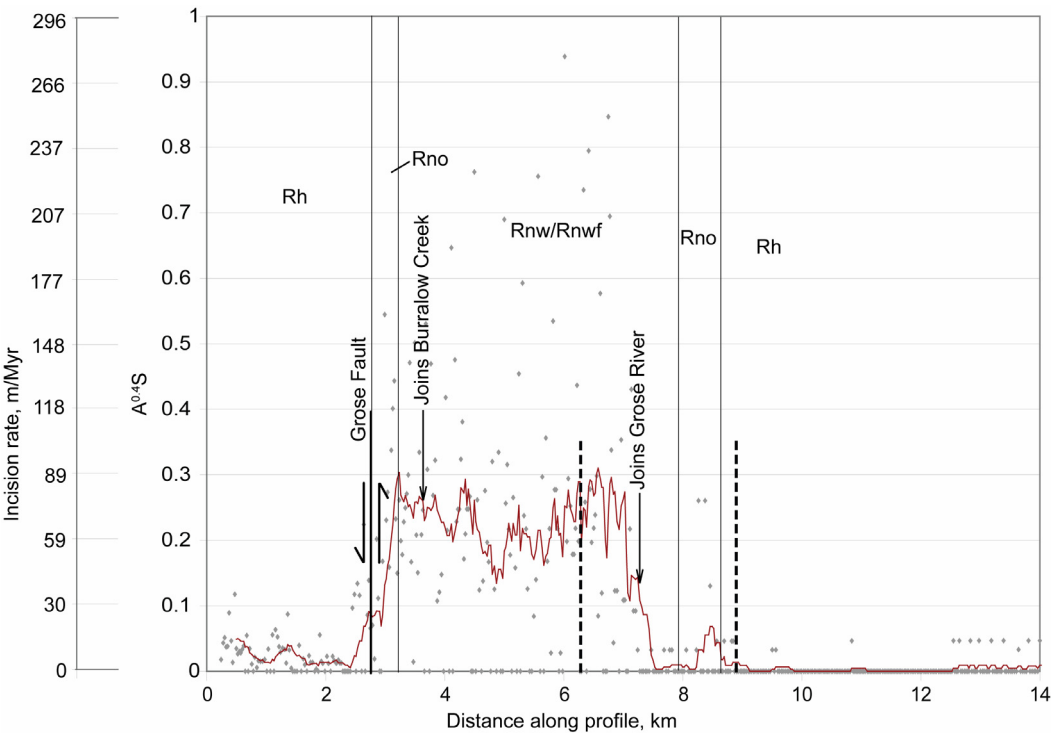 Incision rate, m/Myr
296
266
237
207
177
148
118
89
59
30
0
A0.4S
1
0.9
0.8
0.7
0.6
0.5
0.4
0.3
0.2
0.1
0
Rh
Rno
Rnw/Rnwf
Rno
Rh
Grose Fault
Joins Burralow Creek
Joins Grose River
0
2
4
6
8
10
12
14
Distance along profile, km